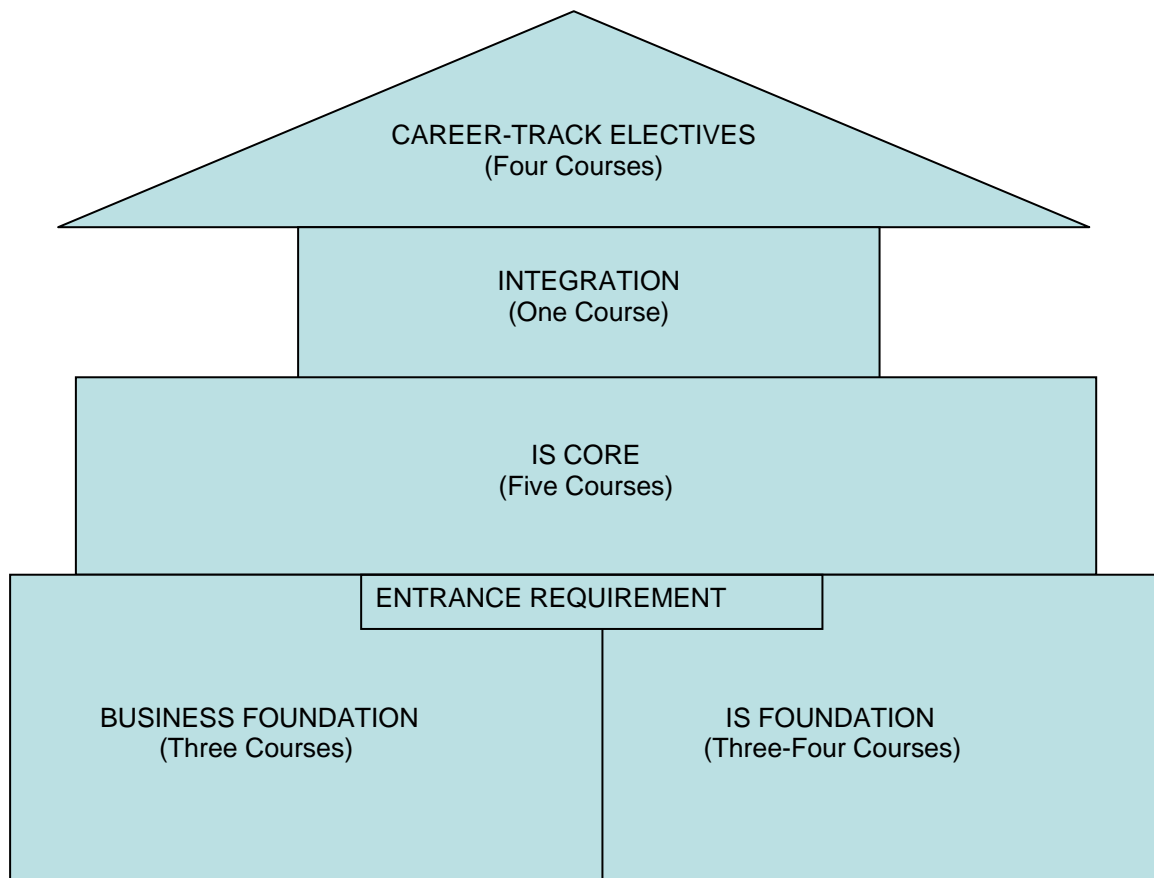 CAREER-TRACK ELECTIVES
(Four Courses)
INTEGRATION
(One Course)
IS CORE
(Five Courses)
ENTRANCE REQUIREMENT
BUSINESS FOUNDATION
(Three Courses)
IS FOUNDATION
(Three-Four Courses)